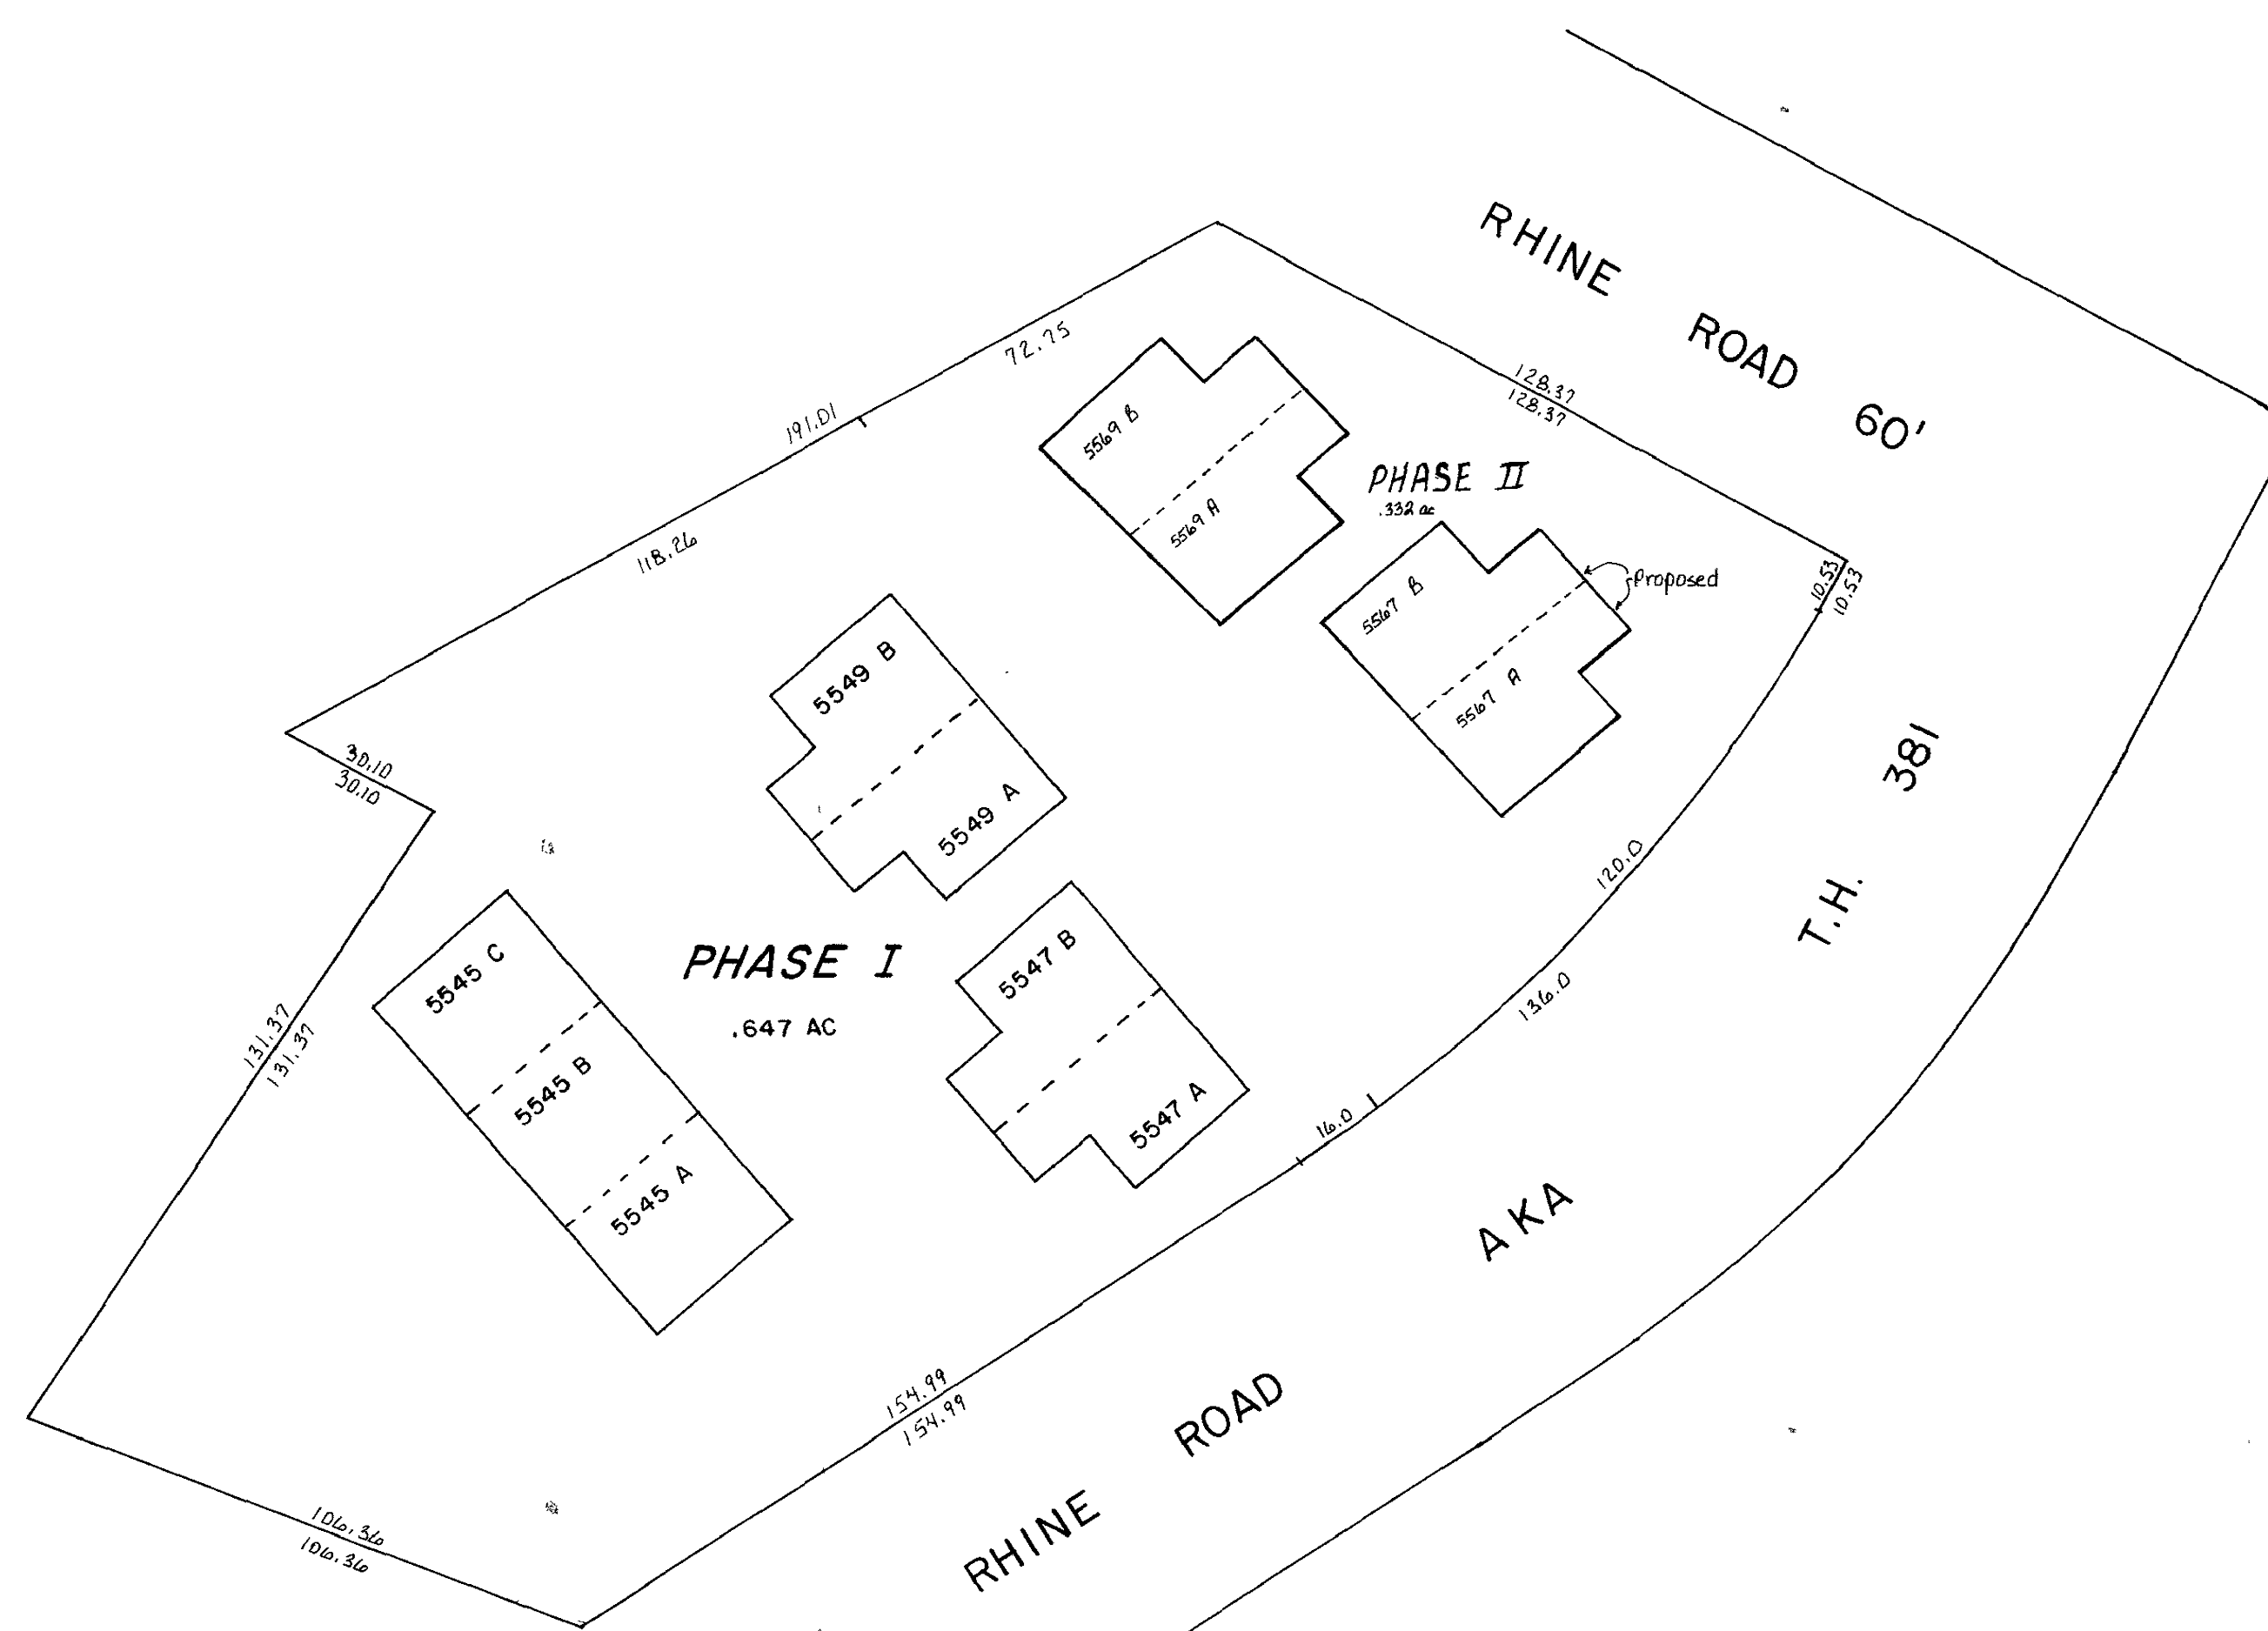 RHINE ROAD 60'
72.75
191.01
128.37
128.37
118.26
5569 B
5569 A
PHASE II
.332 ac
Proposed
5567 B
5567 A
10.53
10.53
30.10
30.10
5549 B
5549 A
T.H. 381
120.0
136.0
16.0
PHASE I
.647 AC
5545 C
5545 B
5545 A
5547 B
5547 A
131.37
131.37
154.99
154.99
106.36
106.36
RHINE ROAD AKA